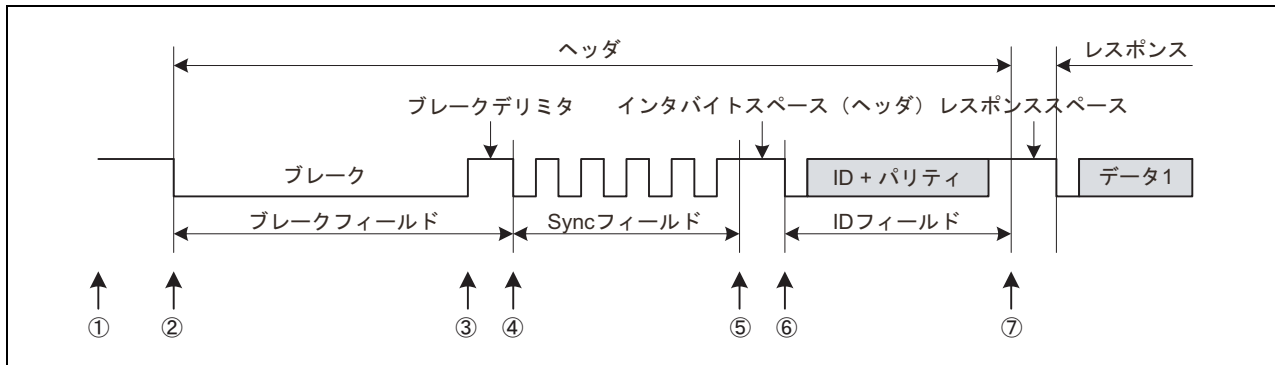 ヘッダ
レスポンス
ブレークデリミタ
インタバイトスペース（ヘッダ）
レスポンススペース
ブレーク
ID + パリティ
データ1
ブレークフィールド
Syncフィールド
IDフィールド
① ② ③ ④ ⑤ ⑥ ⑦